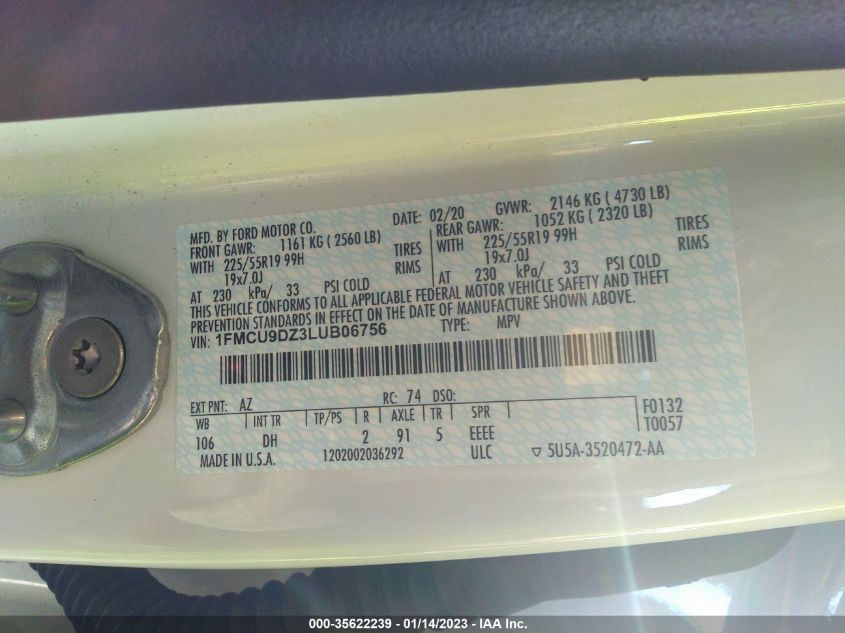 MFD. BY FORD MOTOR CO.
DATE: 02/20 GVWR: 2146 KG ( 4730 LB)
FRONT GAWR: 1161 KG ( 2560 LB)
WITH 225/55R19 99H TIRES
19x7.0J RIMS
AT 230 kPa/ 33 PSI COLD
REAR GAWR: 1052 KG ( 2320 LB)
WITH 225/55R19 99H TIRES
19x7.0J RIMS
AT 230 kPa/ 33 PSI COLD
THIS VEHICLE CONFORMS TO ALL APPLICABLE FEDERAL MOTOR VEHICLE SAFETY AND THEFT
PREVENTION STANDARDS IN EFFECT ON THE DATE OF MANUFACTURE SHOWN ABOVE.
VIN: 1FMCU9DZ3LUB06756 TYPE: MPV
EXT PNT: AZ RC: 74 DSO: F0132
WB INT TR TP/PS R AXLE TR SPR T0057
106 DH 2 91 5 EEEE
MADE IN U.S.A. 1202002036292 ULC ▽ 5U5A-3520472-AA
000-35622239 - 01/14/2023 - IAA Inc.